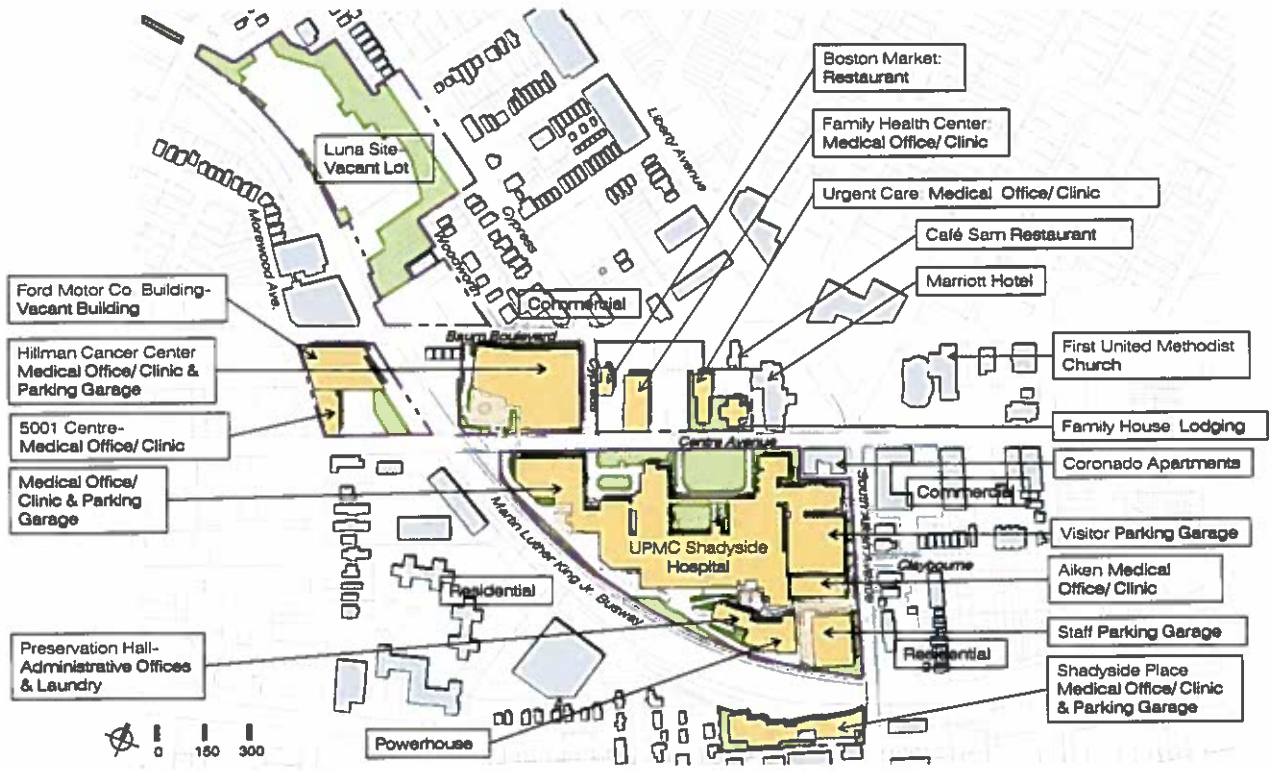 Boston Market:
Restaurant
Family Health Center:
Medical Office/ Clinic
Urgent Care: Medical Office/ Clinic
Café Sam Restaurant
Marriott Hotel
Liberty Avenue
Luna Site-
Vacant Lot
Cypress
Woodworth
Morewood Ave.
Commercial
Baum Boulevard
Ford Motor Co. Building-
Vacant Building
Hillman Cancer Center
Medical Office/ Clinic &
Parking Garage
5001 Centre-
Medical Office/ Clinic
Medical Office/
Clinic & Parking
Garage
First United Methodist
Church
Family House: Lodging
Centre Avenue
Coronado Apartments
Commercial
Visitor Parking Garage
Claybourne
Aiken Medical
Office/ Clinic
UPMC Shadyside
Hospital
South Aiken Avenue
Martin Luther King Jr. Busway
Residential
Staff Parking Garage
Residential
Preservation Hall-
Administrative Offices
& Laundry
Shadyside Place
Medical Office/ Clinic
& Parking Garage
Powerhouse
0 150 300